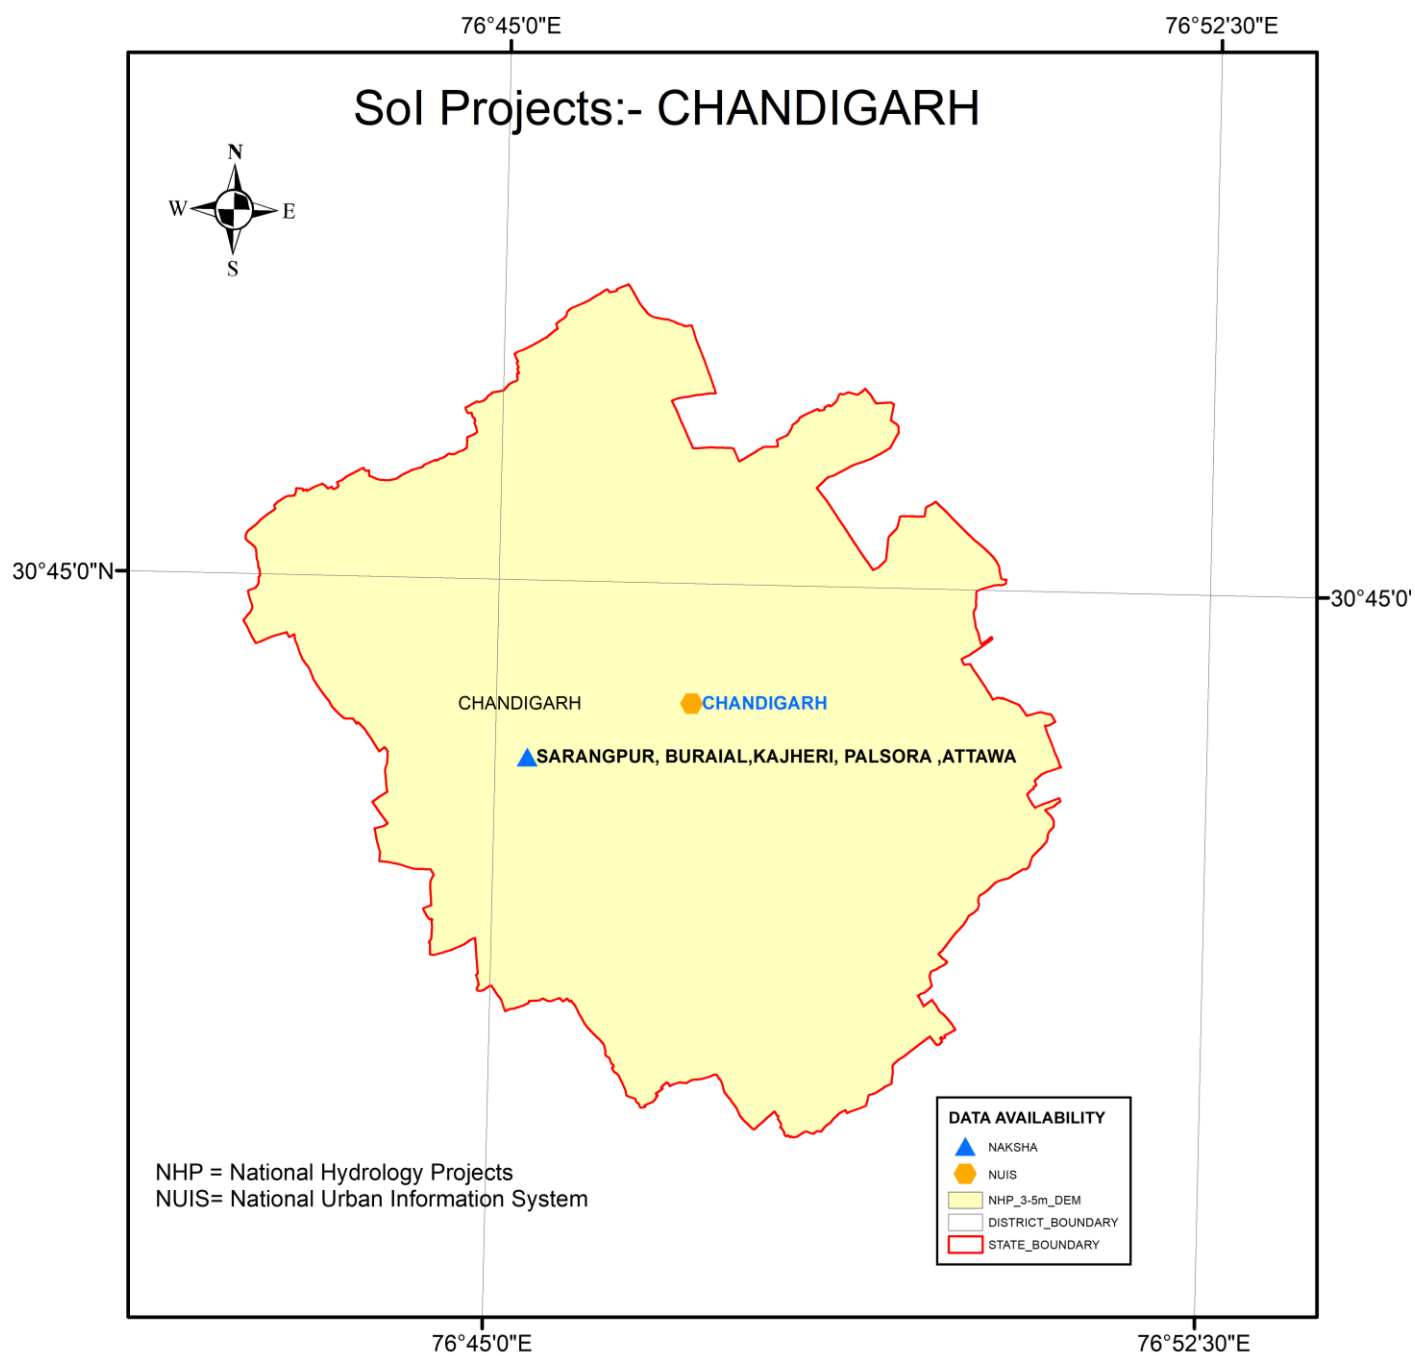 76°45'0"E
76°52'30"E
SoI Projects:- CHANDIGARH
N
W
E
S
30°45'0"N
30°45'0'
CHANDIGARH
CHANDIGARH
SARANGPUR, BURAIAL,KAJHERI, PALSORA ,ATTAWA
DATA AVAILABILITY
NAKSHA
NUIS
NHP_3-5m_DEM
DISTRICT_BOUNDARY
STATE_BOUNDARY
NHP = National Hydrology Projects
NUIS= National Urban Information System
76°45'0"E
76°52'30"E